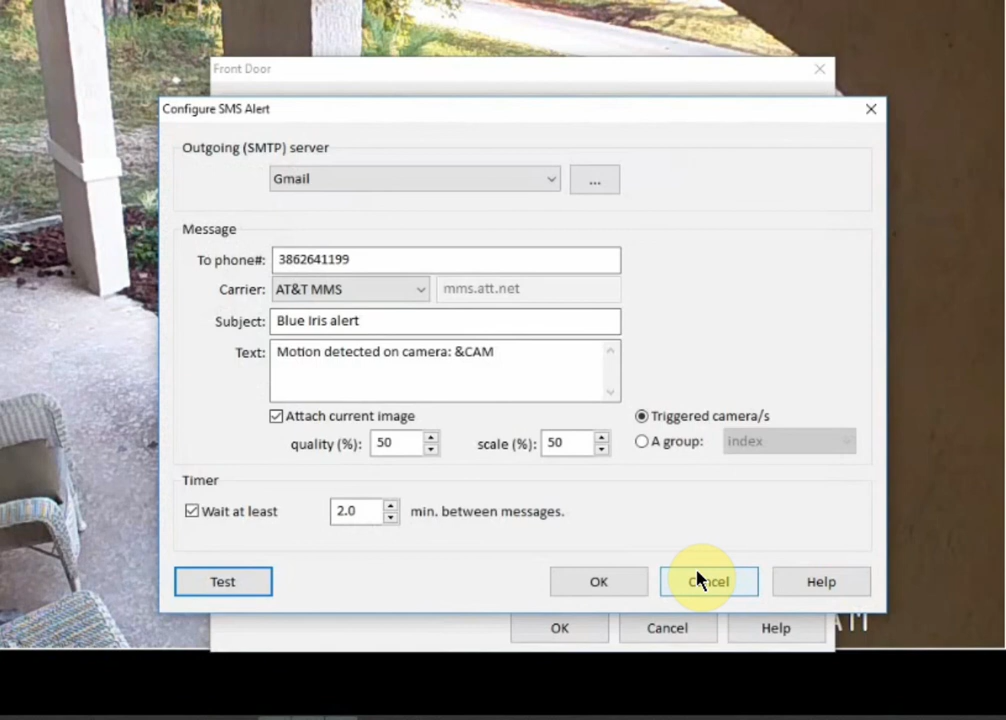 Front Door
Configure SMS Alert
Outgoing (SMTP) server
Gmail
...
Message
To phone#: 3862641199
Carrier: AT&T MMS mms.att.net
Subject: Blue Iris alert
Text: Motion detected on camera: &CAM
Attach current image
Triggered camera/s
quality (%): 50 scale (%): 50
A group: index
Timer
Wait at least 2.0 min. between messages.
Test OK Cancel Help
OK Cancel Help
AM